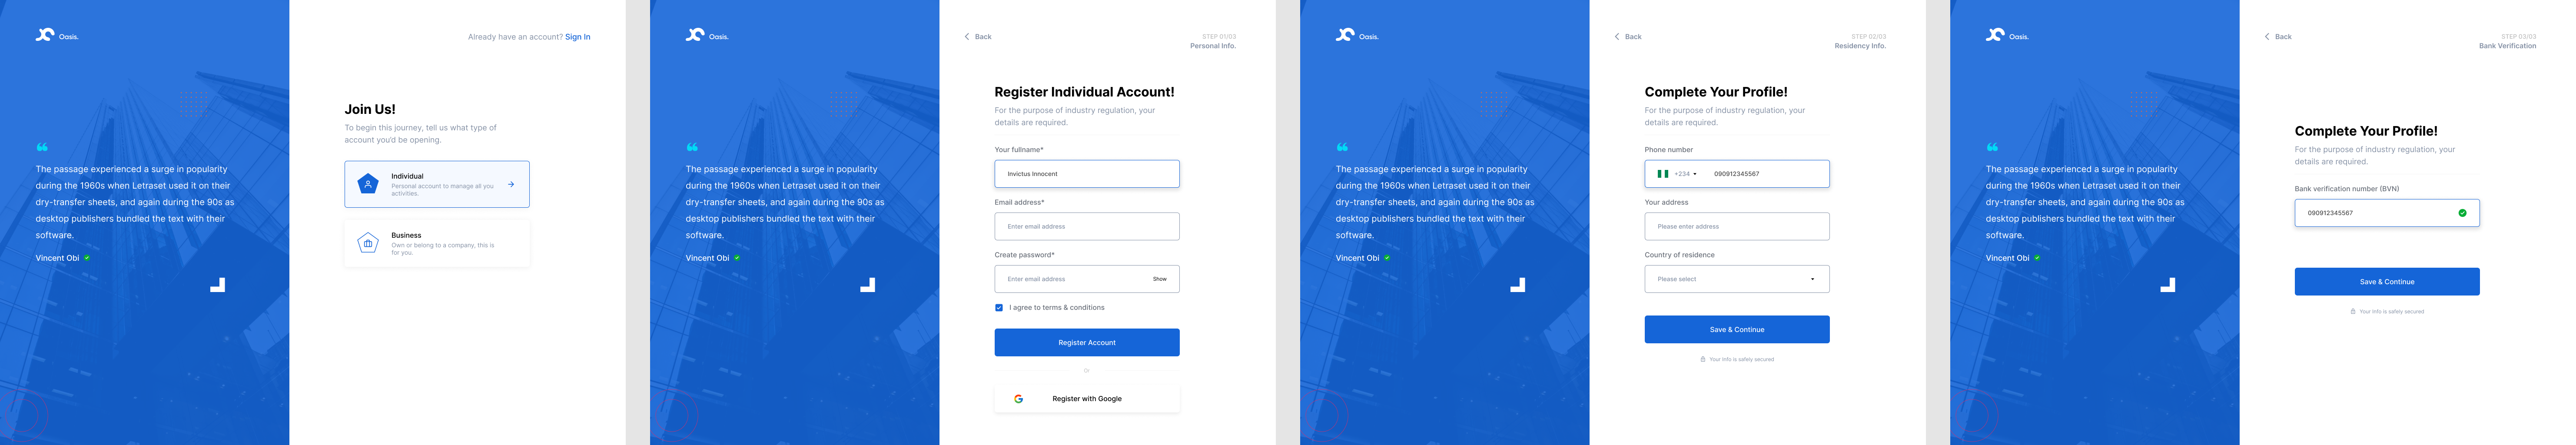 Oasis.
Already have an account? Sign In
Join Us!
To begin this journey, tell us what type of
account you'd be opening.
Individual
Personal account to manage all you
activities.
Business
Own or belong to a company, this is
for you.
The passage experienced a surge in popularity
during the 1960s when Letraset used it on their
dry-transfer sheets, and again during the 90s as
desktop publishers bundled the text with their
software.
Vincent Obi
Oasis.
Back
STEP 01/03
Personal Info.
Register Individual Account!
For the purpose of industry regulation, your
details are required.
Your fullname*
Invictus Innocent
Email address*
Enter email address
Create password*
Enter email address
Show
I agree to terms & conditions
Register Account
Or
Register with Google
The passage experienced a surge in popularity
during the 1960s when Letraset used it on their
dry-transfer sheets, and again during the 90s as
desktop publishers bundled the text with their
software.
Vincent Obi
Oasis.
Back
STEP 02/03
Residency Info.
Complete Your Profile!
For the purpose of industry regulation, your
details are required.
Phone number
+234
090912345567
Your address
Please enter address
Country of residence
Please select
Save & Continue
Your Info is safely secured
The passage experienced a surge in popularity
during the 1960s when Letraset used it on their
dry-transfer sheets, and again during the 90s as
desktop publishers bundled the text with their
software.
Vincent Obi
Oasis.
Back
STEP 03/03
Bank Verification
Complete Your Profile!
For the purpose of industry regulation, your
details are required.
Bank verification number (BVN)
090912345567
Save & Continue
Your Info is safely secured
The passage experienced a surge in popularity
during the 1960s when Letraset used it on their
dry-transfer sheets, and again during the 90s as
desktop publishers bundled the text with their
software.
Vincent Obi